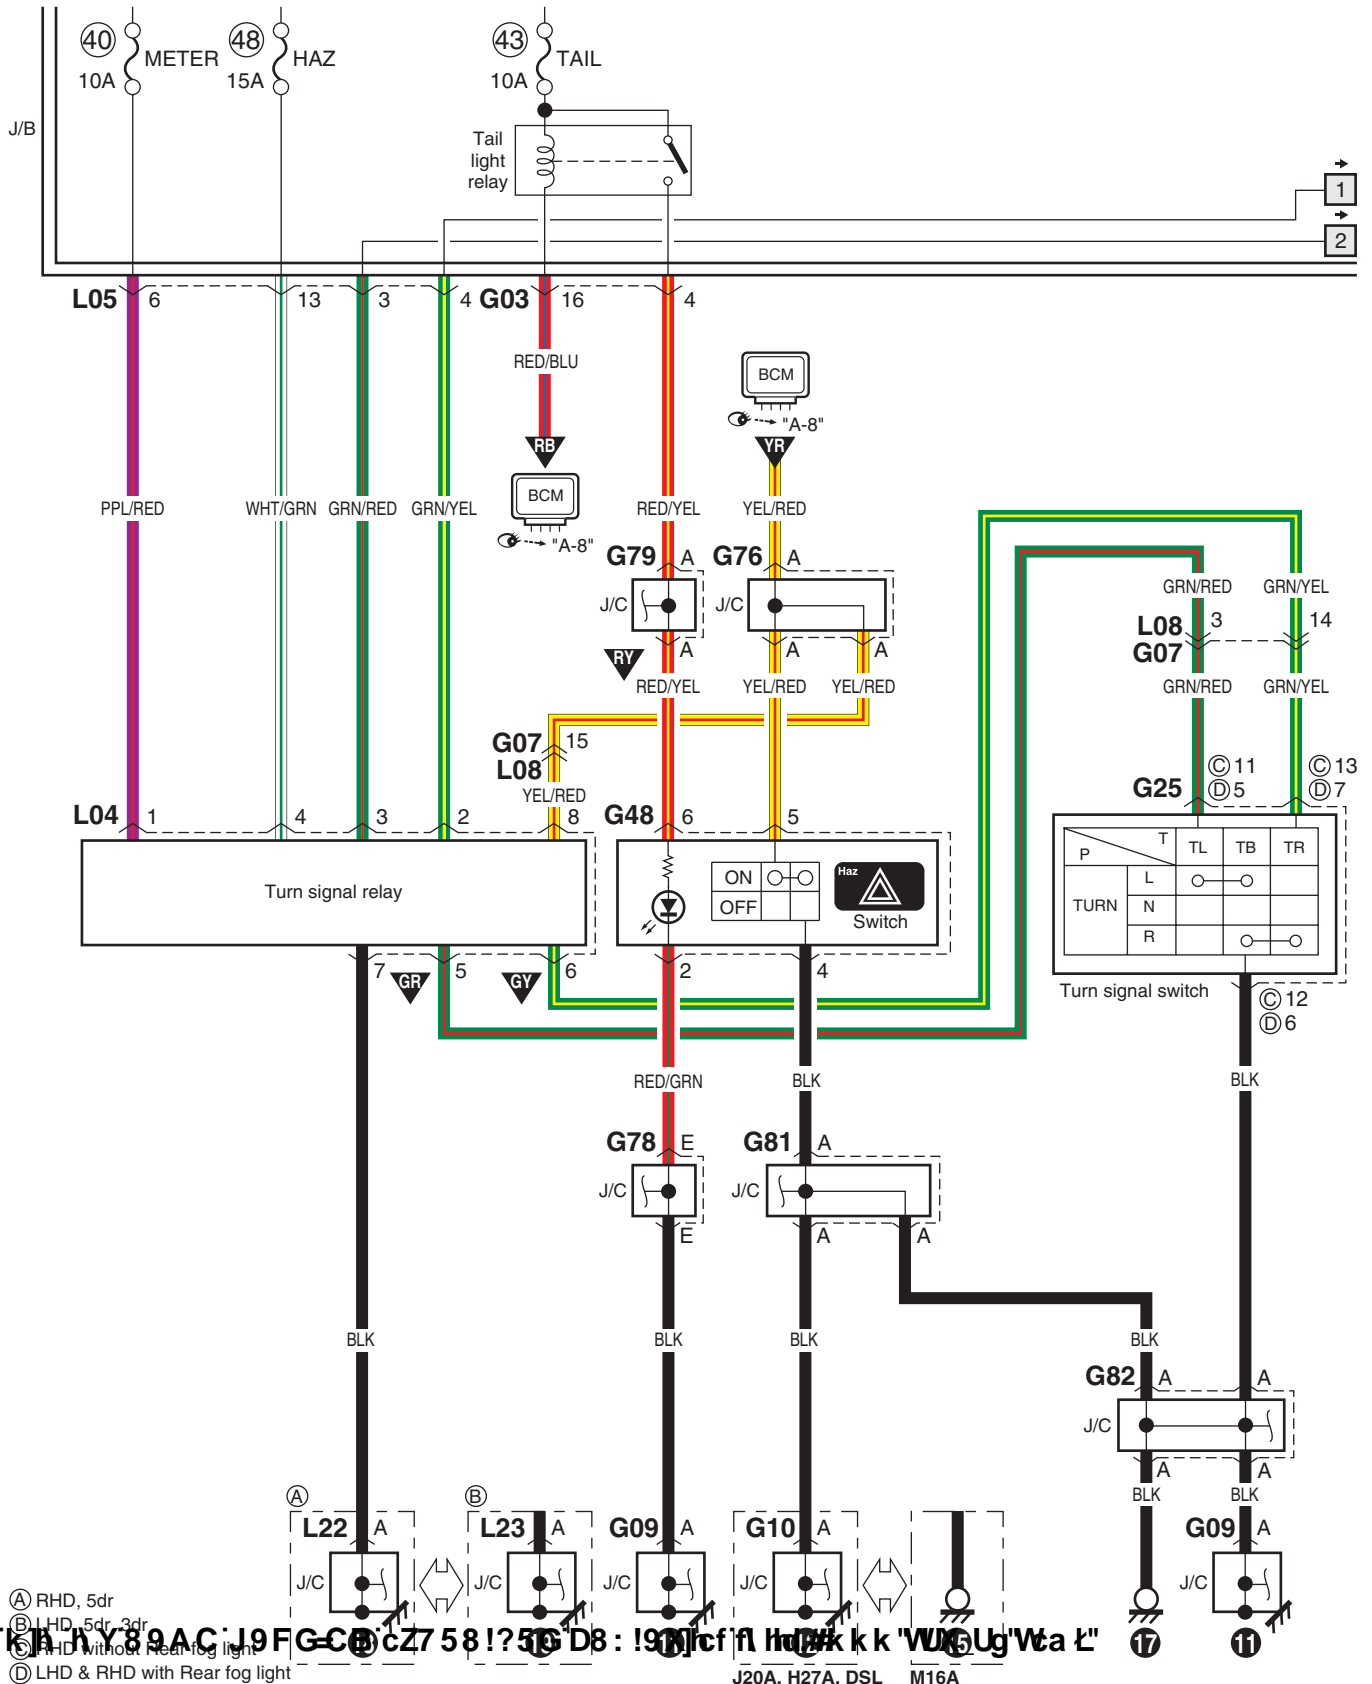 40 METER 10A
48 HAZ 15A
43 TAIL 10A
J/B
Tail
light
relay
1
2
L05 6 13 3 4 G03 16 4
RED/BLU
BCM
"A-8"
RB
YR
BCM
"A-8"
PPL/RED WHT/GRN GRN/RED GRN/YEL RED/YEL YEL/RED
G79 A G76 A
J/C J/C
A A A
RY
RED/YEL YEL/RED YEL/RED
GRN/RED GRN/YEL
L08 3 14
G07
GRN/RED GRN/YEL
G07 15
L08
YEL/RED
G25 C 11 C 13
D 5 D 7
L04 1 4 3 2 8 G48 6 5
Turn signal relay
ON
OFF
Haz
Switch
P T TL TB TR
TURN L
N
R
Turn signal switch
7 GR 5 GY 6 2 4
C 12
D 6
RED/GRN BLK BLK
G78 E G81 A
J/C J/C
E A A
BLK BLK BLK BLK
G82 A A
J/C
A A
BLK BLK
A B
L22 A L23 A G09 A G10 A G09 A
J/C J/C J/C J/C J/C
17 11
A RHD, 5dr
B LHD, 5dr, 3dr
C RHD without Rear fog light
D LHD & RHD with Rear fog light
J20A, H27A, DSL M16A